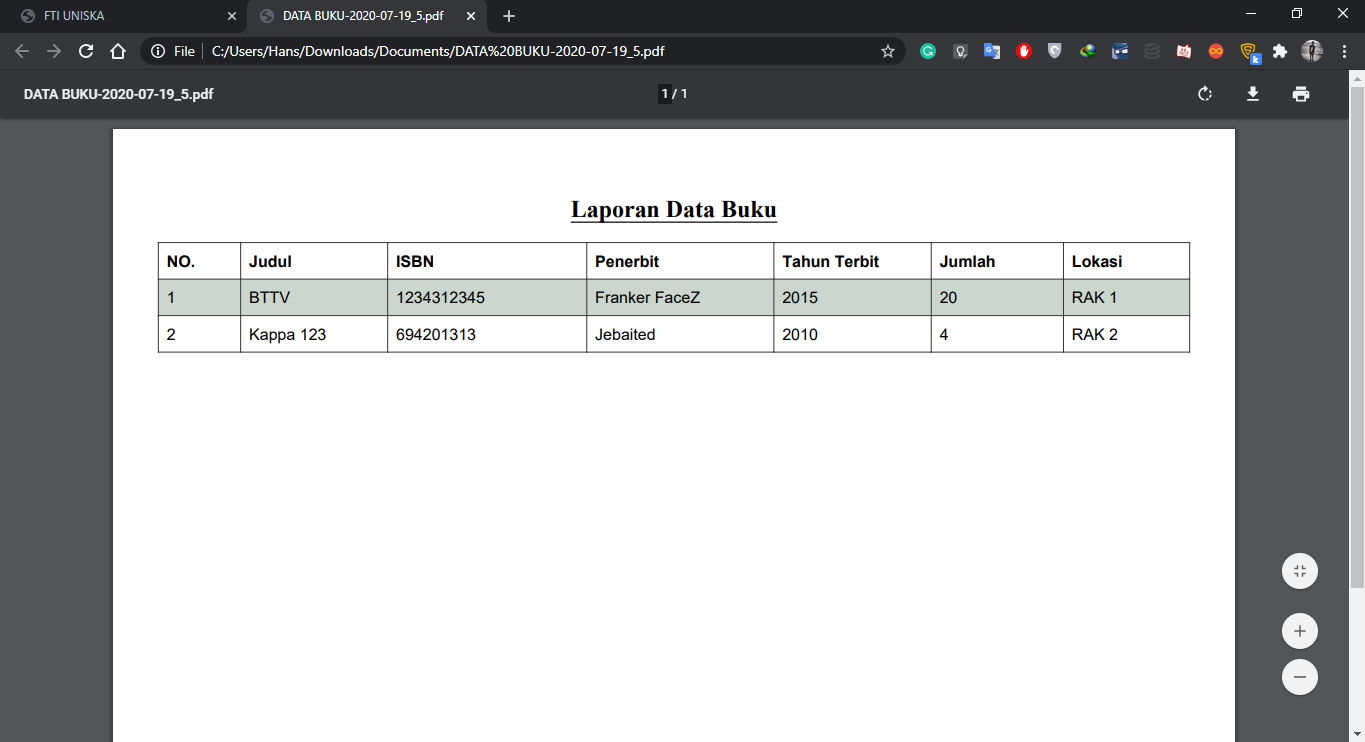 FTI UNISKA
DATA BUKU-2020-07-19_5.pdf
File
C:/Users/Hans/Downloads/Documents/DATA%20BUKU-2020-07-19_5.pdf
DATA BUKU-2020-07-19_5.pdf
1 / 1
Laporan Data Buku
NO. Judul ISBN Penerbit Tahun Terbit Jumlah Lokasi
1 BTTV 1234312345 Franker FaceZ 2015 20 RAK 1
2 Kappa 123 694201313 Jebaited 2010 4 RAK 2